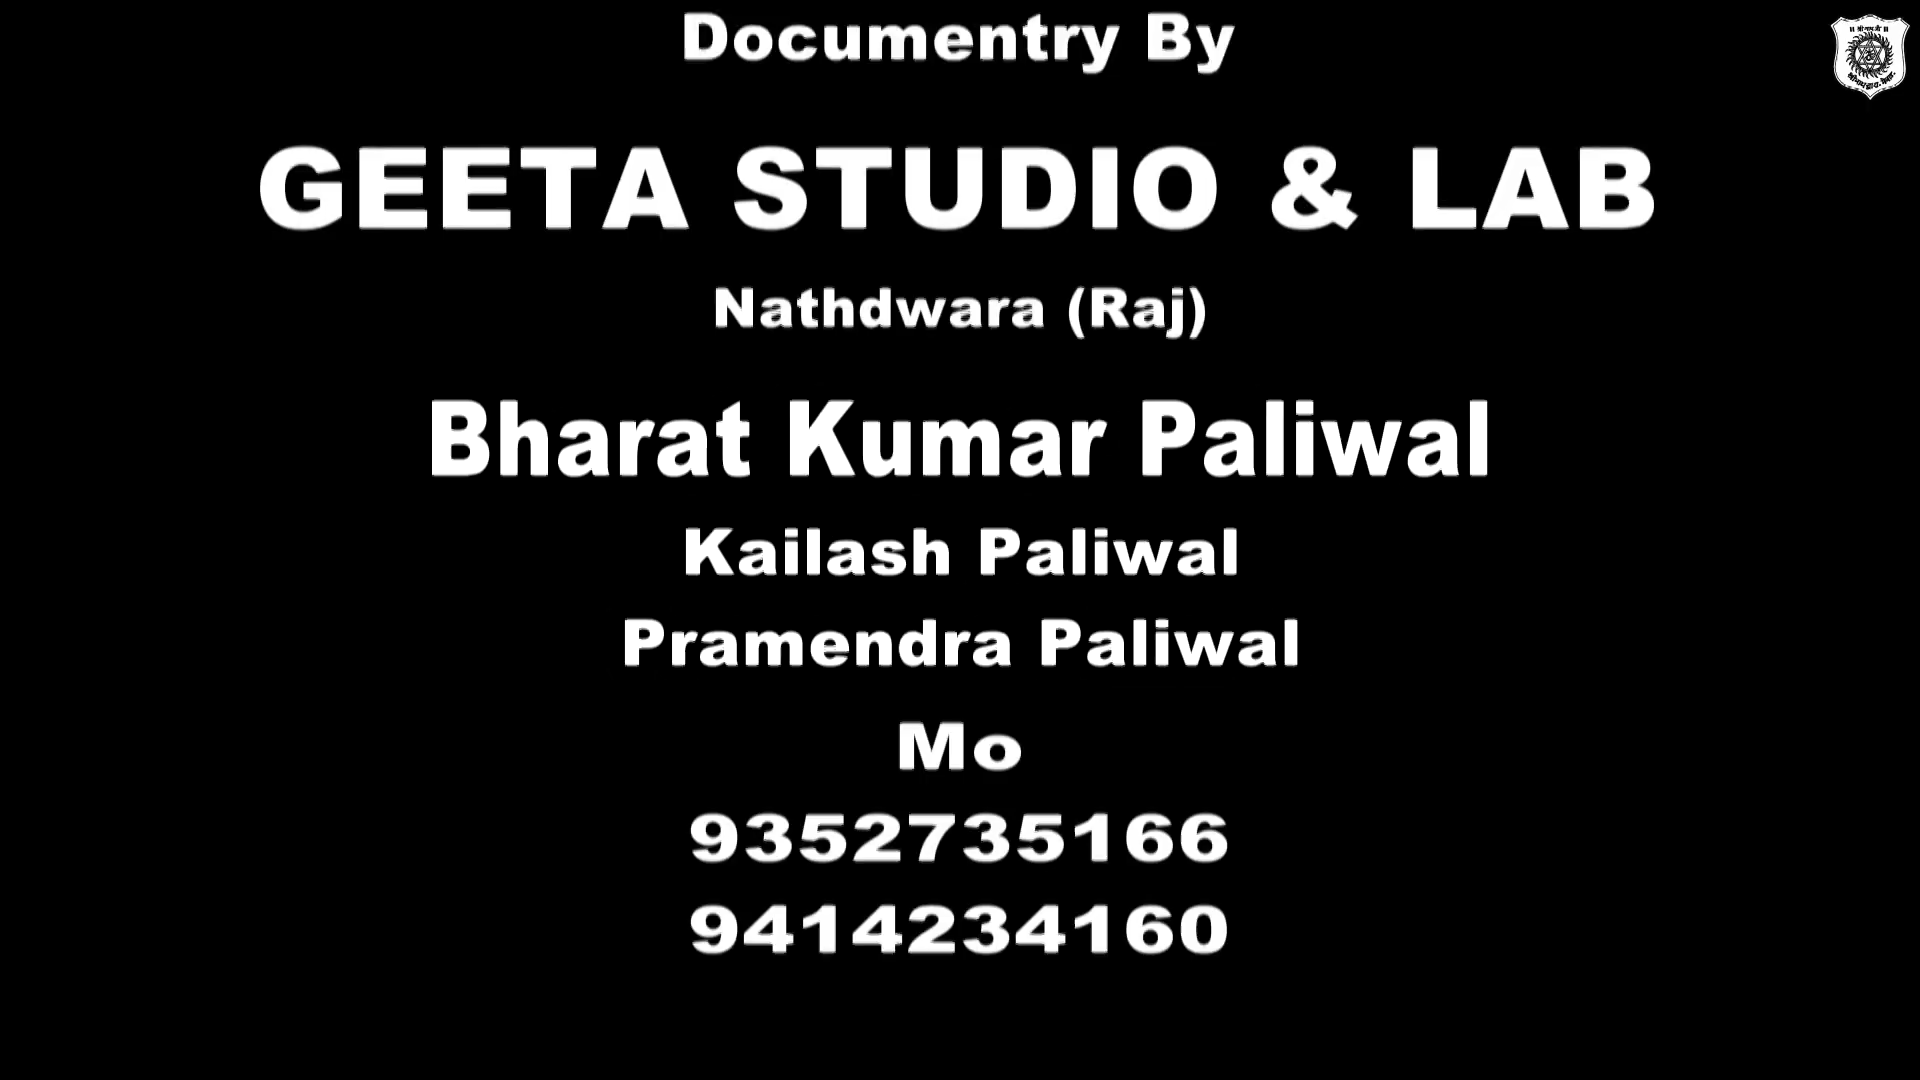 Documentry By
GEETA STUDIO & LAB
Nathdwara (Raj)
Bharat Kumar Paliwal
Kailash Paliwal
Pramendra Paliwal
Mo
9352735166
9414234160